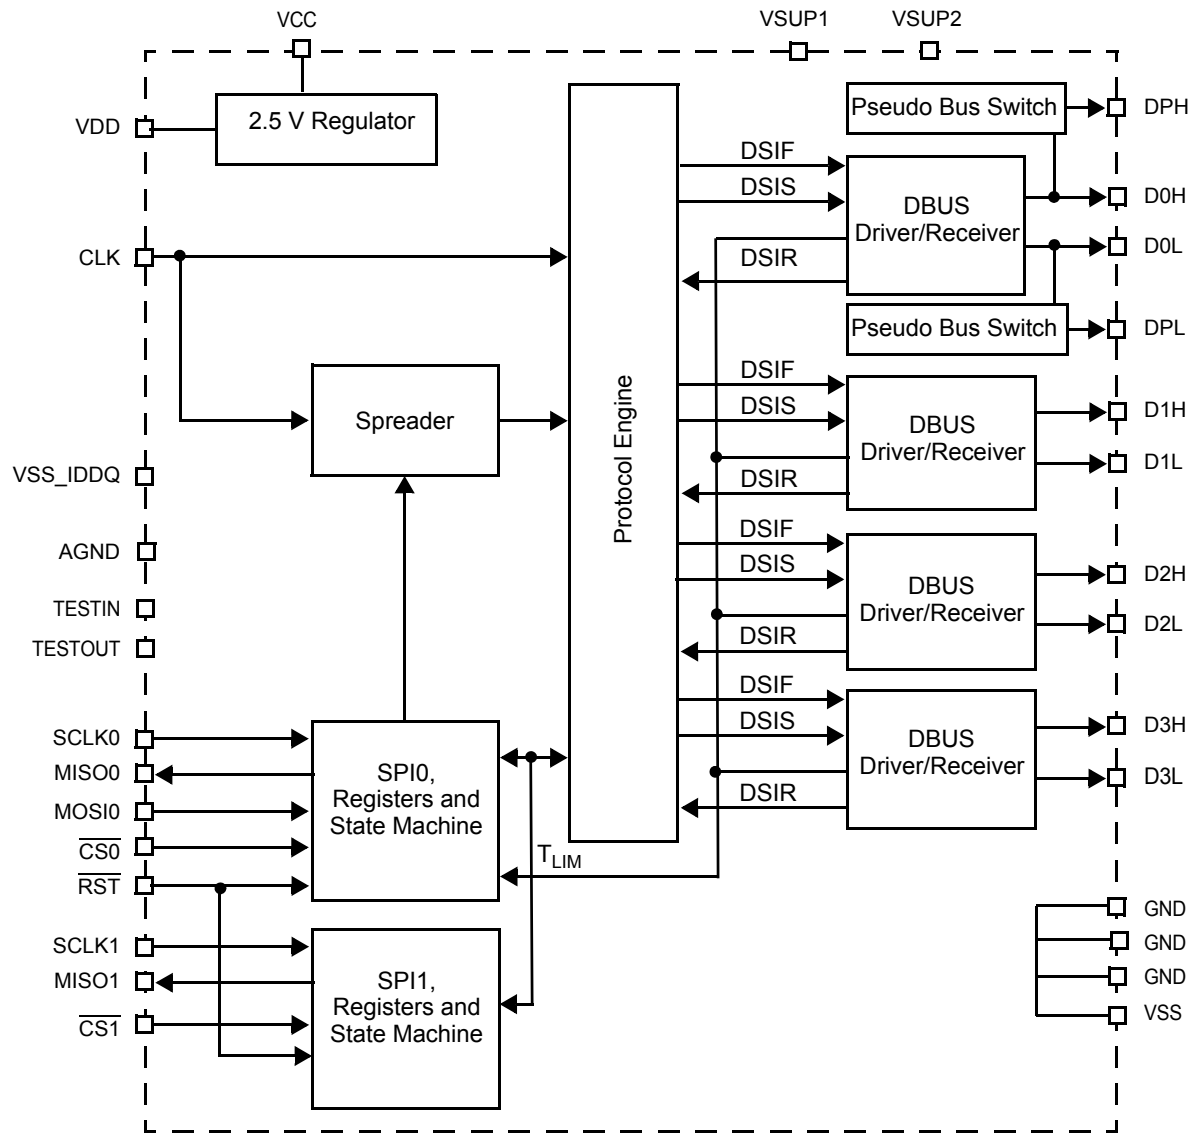 VCC
VSUP1
VSUP2
VDD
2.5 V Regulator
Pseudo Bus Switch
DPH
DSIF
DSIS
DSIR
DBUS
Driver/Receiver
D0H
D0L
CLK
Pseudo Bus Switch
DPL
Spreader
Protocol Engine
DSIF
DSIS
DSIR
DBUS
Driver/Receiver
D1H
D1L
VSS_IDDQ
AGND
TESTIN
TESTOUT
DSIF
DSIS
DSIR
DBUS
Driver/Receiver
D2H
D2L
DSIF
DSIS
DSIR
DBUS
Driver/Receiver
D3H
D3L
SCLK0
MISO0
MOSI0
C̅S̅0̅
R̅S̅T̅
SPI0,
Registers and
State Machine
TLIM
SCLK1
MISO1
C̅S̅1̅
SPI1,
Registers and
State Machine
GND
GND
GND
VSS